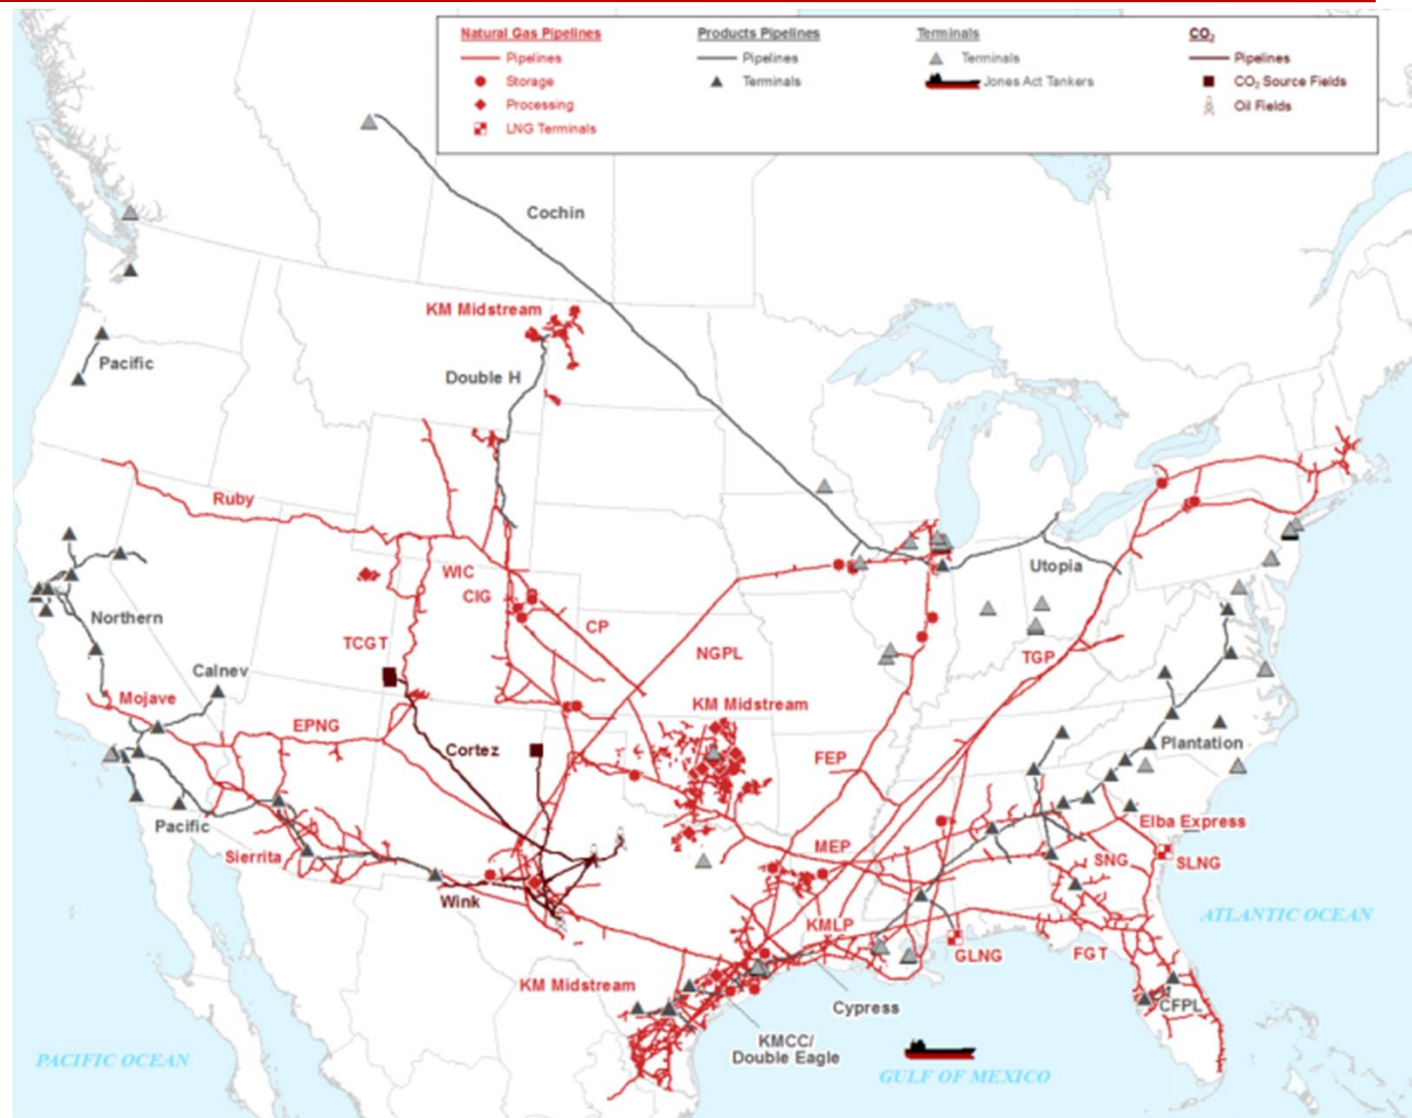 Natural Gas Pipelines
Pipelines
Storage
Processing
LNG Terminals
Products Pipelines
Pipelines
Terminals
Terminals
Terminals
Jones Act Tankers
CO₂
Pipelines
CO₂ Source Fields
Oil Fields
Cochin
KM Midstream
Pacific
Double H
Ruby
WIC
Utopia
CIG
Northern
CP
TCGT
NGPL
TGP
Calnev
Mojave
KM Midstream
EPNG
Cortez
Plantation
FEP
Pacific
Elba Express
MEP
Sierrita
SNG
SLNG
Wink
ATLANTIC OCEAN
KMLP
GLNG
FGT
KM Midstream
Cypress
CFPL
KMCC/
Double Eagle
PACIFIC OCEAN
GULF OF MEXICO